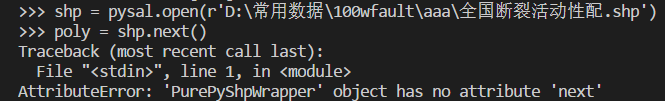 >>> shp = pysal.open(r'D:\常用数据\100wfault\aaa\全国断裂活动性配.shp')
>>> poly = shp.next()
Traceback (most recent call last):
  File "<stdin>", line 1, in <module>
AttributeError: 'PurePyShpWrapper' object has no attribute 'next'